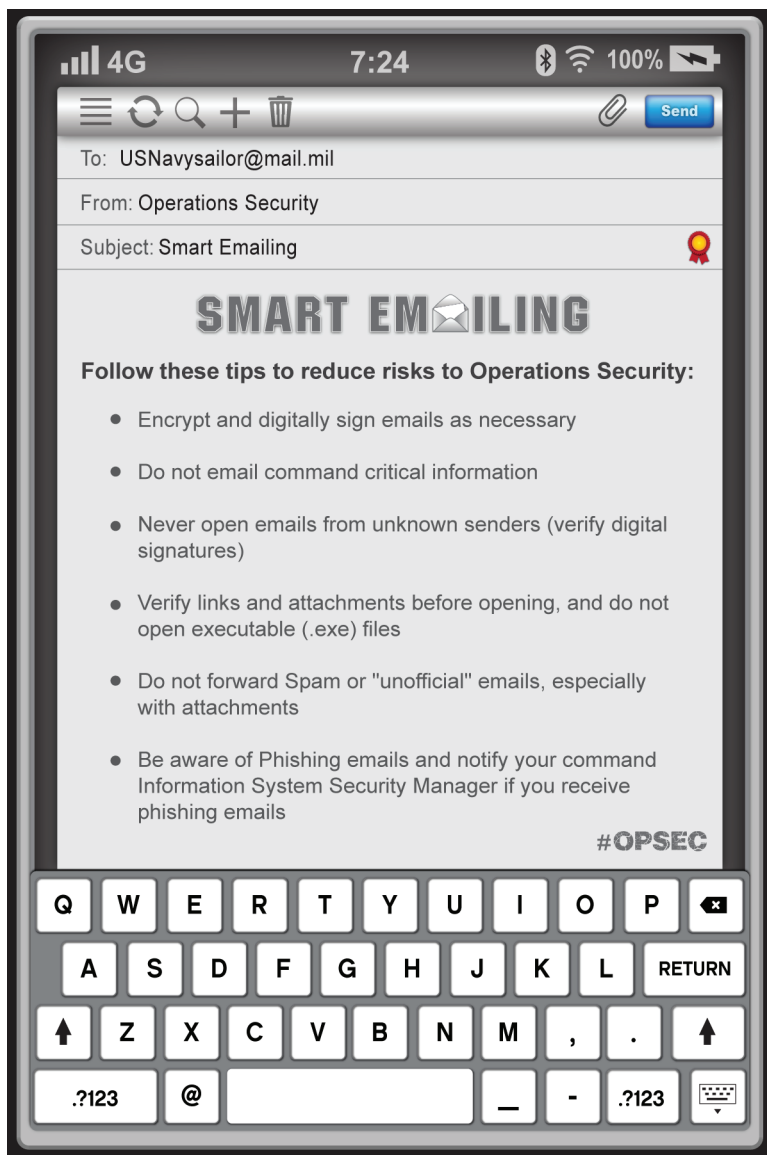 4G 7:24 100%
Send
To: USNavysailor@mail.mil
From: Operations Security
Subject: Smart Emailing
SMART EMAILING
Follow these tips to reduce risks to Operations Security:
• Encrypt and digitally sign emails as necessary
• Do not email command critical information
• Never open emails from unknown senders (verify digital
signatures)
• Verify links and attachments before opening, and do not
open executable (.exe) files
• Do not forward Spam or "unofficial" emails, especially
with attachments
• Be aware of Phishing emails and notify your command
Information System Security Manager if you receive
phishing emails
#OPSEC
Q W E R T Y U I O P
A S D F G H J K L RETURN
Z X C V B N M , .
.?123 @ _ - .?123